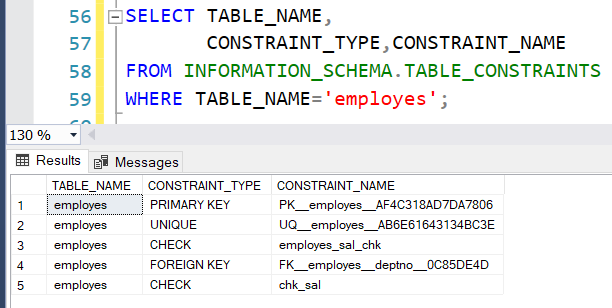 56 SELECT TABLE_NAME,
57 CONSTRAINT_TYPE,CONSTRAINT_NAME
58 FROM INFORMATION_SCHEMA.TABLE_CONSTRAINTS
59 WHERE TABLE_NAME='employes';
130 %
Results Messages
TABLE_NAME CONSTRAINT_TYPE CONSTRAINT_NAME
1 employes PRIMARY KEY PK__employes__AF4C318AD7DA7806
2 employes UNIQUE UQ__employes__AB6E61643134BC3E
3 employes CHECK employes_sal_chk
4 employes FOREIGN KEY FK__employes__deptno__0C85DE4D
5 employes CHECK chk_sal